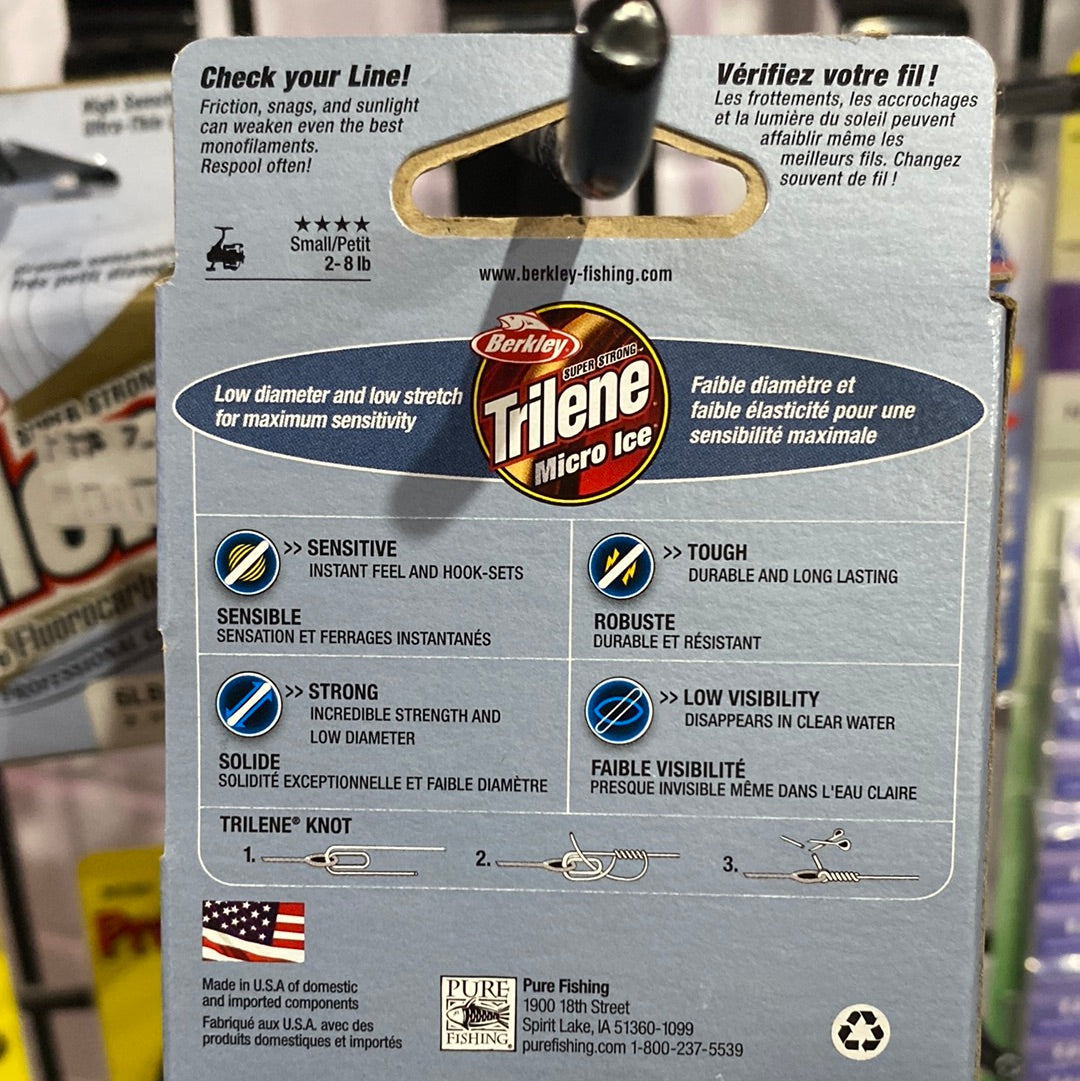 Check your Line!
Friction, snags, and sunlight
can weaken even the best
monofilaments.
Respool often!
Vérifiez votre fil !
Les frottements, les accrochages
et la lumière du soleil peuvent
affaiblir même les
meilleurs fils. Changez
souvent de fil !
★★★★
Small/Petit
2-8 lb
www.berkley-fishing.com
Berkley
SUPER STRONG
Trilene
Micro Ice
Low diameter and low stretch
for maximum sensitivity
Faible diamètre et
faible élasticité pour une
sensibilité maximale
>> SENSITIVE
INSTANT FEEL AND HOOK-SETS
SENSIBLE
SENSATION ET FERRAGES INSTANTANÉS
>> TOUGH
DURABLE AND LONG LASTING
ROBUSTE
DURABLE ET RÉSISTANT
>> STRONG
INCREDIBLE STRENGTH AND
LOW DIAMETER
SOLIDE
SOLIDITÉ EXCEPTIONNELLE ET FAIBLE DIAMÈTRE
>> LOW VISIBILITY
DISAPPEARS IN CLEAR WATER
FAIBLE VISIBILITÉ
PRESQUE INVISIBLE MÊME DANS L'EAU CLAIRE
TRILENE® KNOT
1. 2. 3.
Made in U.S.A of domestic
and imported components
Fabriqué aux U.S.A. avec des
produits domestiques et importés
PURE
FISHING
Pure Fishing
1900 18th Street
Spirit Lake, IA 51360-1099
purefishing.com 1-800-237-5539